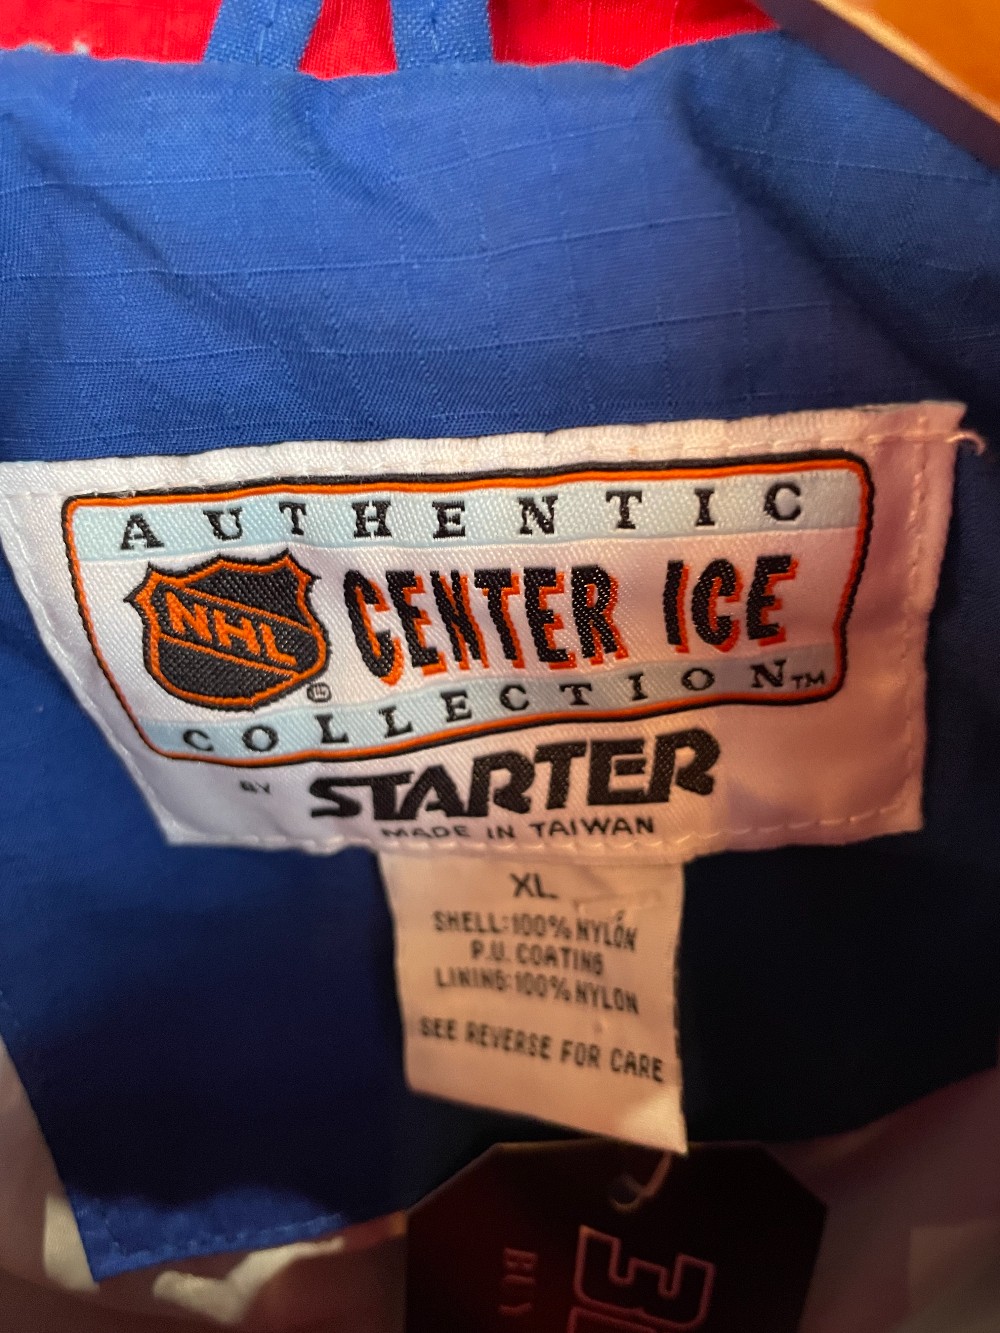 AUTHENTIC
NHL CENTER ICE
COLLECTION™
BY STARTER
MADE IN TAIWAN
XL
SHELL:100% NYLON
P.U. COATING
LINING:100% NYLON
SEE REVERSE FOR CARE
BUY